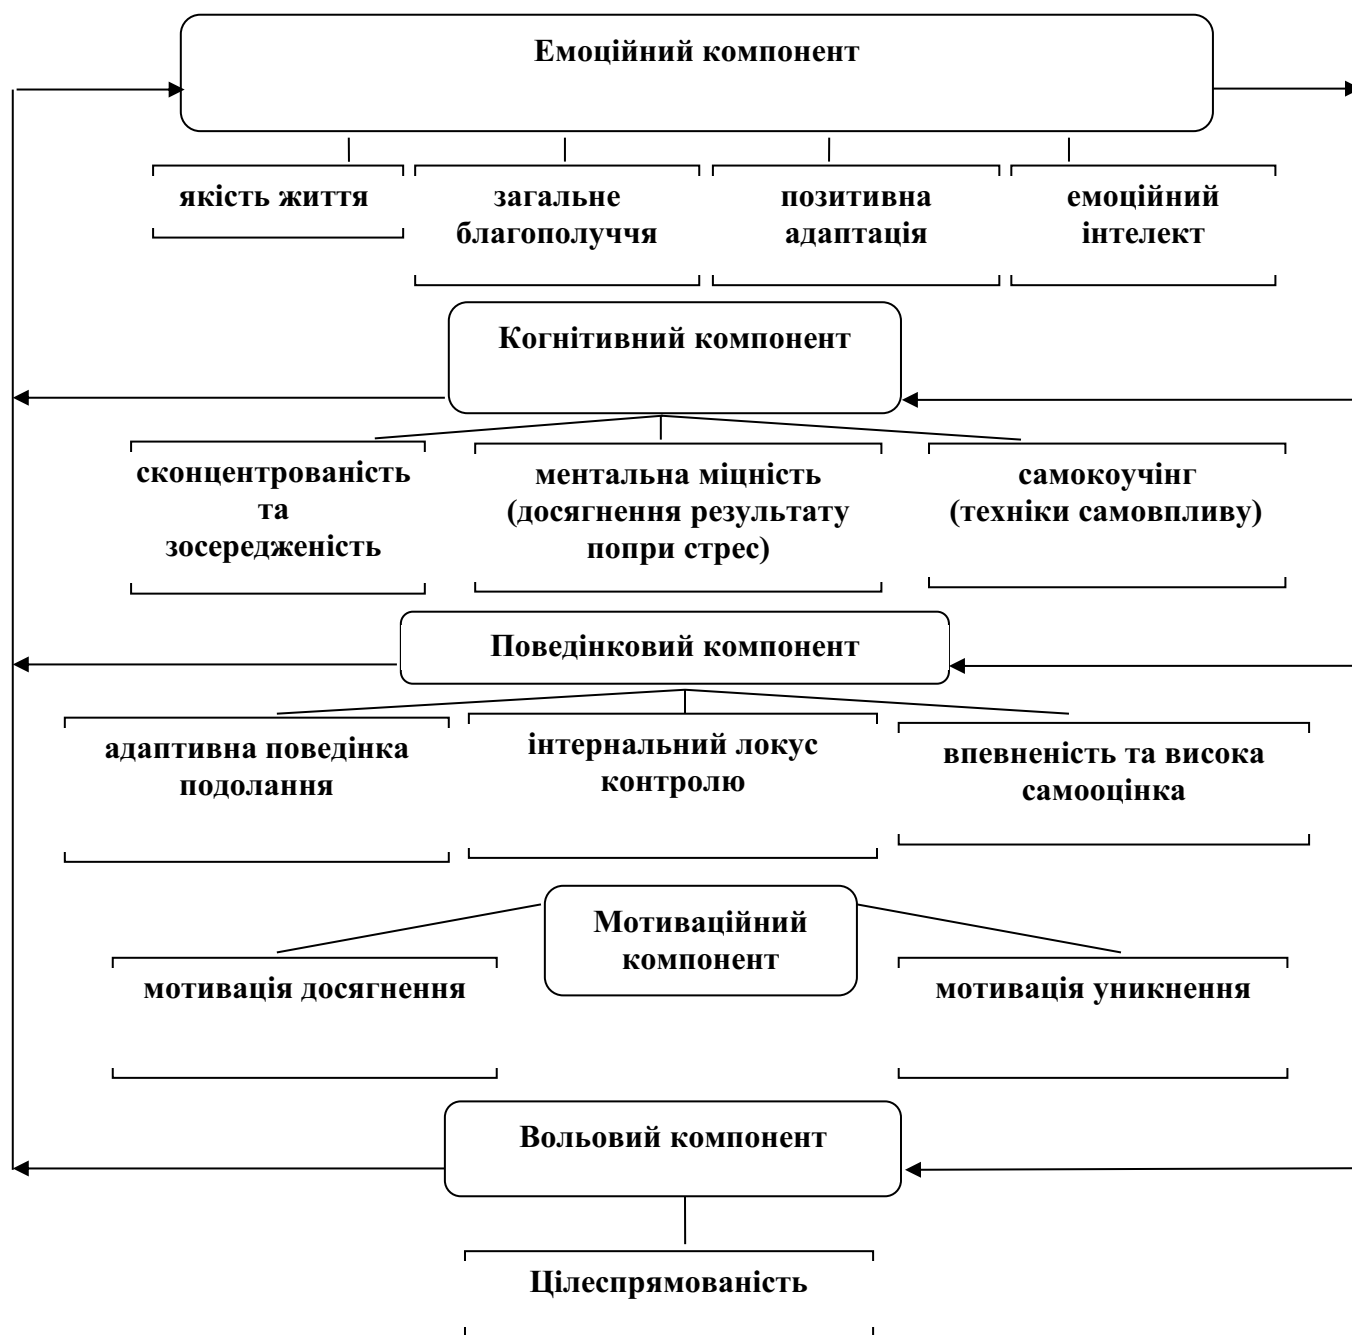 Емоційний компонент
якість життя
загальне
благополуччя
позитивна
адаптація
емоційний
інтелект
Когнітивний компонент
сконцентрованість
та
зосередженість
ментальна міцність
(досягнення результату
попри стрес)
самокоучінг
(техніки самовпливу)
Поведінковий компонент
адаптивна поведінка
подолання
інтернальний локус
контролю
впевненість та висока
самооцінка
Мотиваційний
компонент
мотивація досягнення
мотивація уникнення
Вольовий компонент
Цілеспрямованість